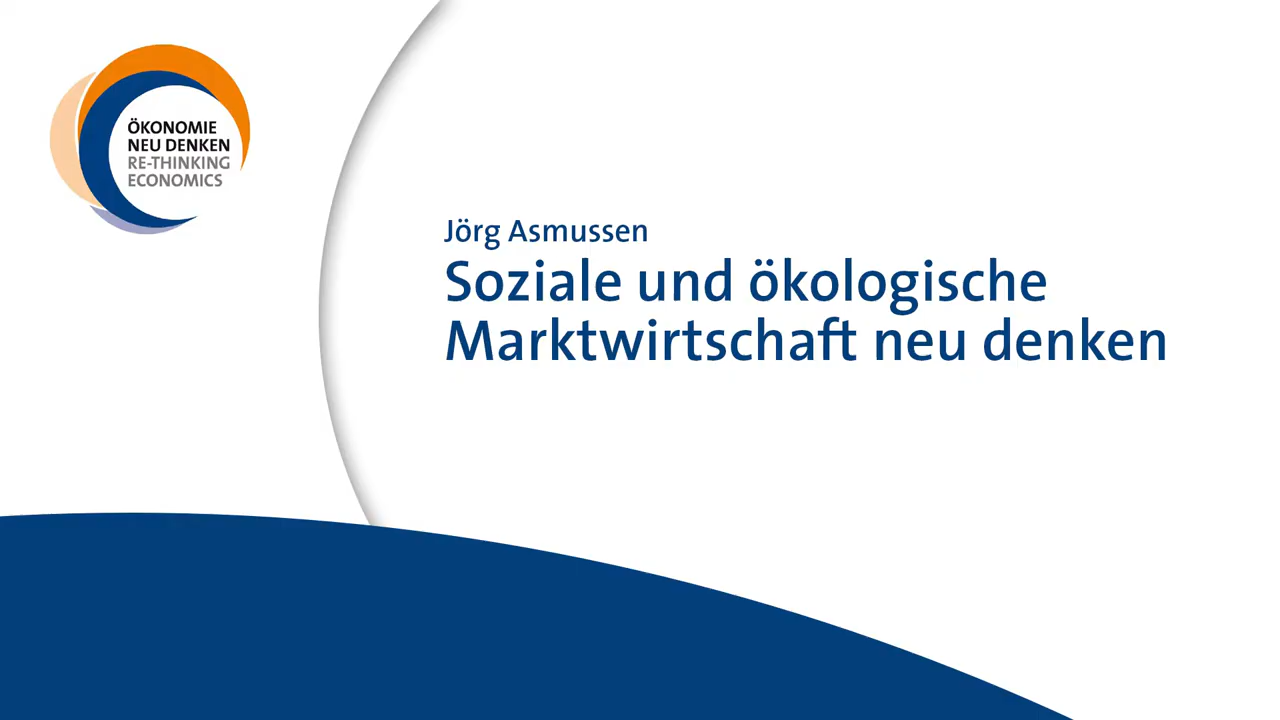 ÖKONOMIE
NEU DENKEN
RE-THINKING
ECONOMICS
Jörg Asmussen
Soziale und ökologische
Marktwirtschaft neu denken